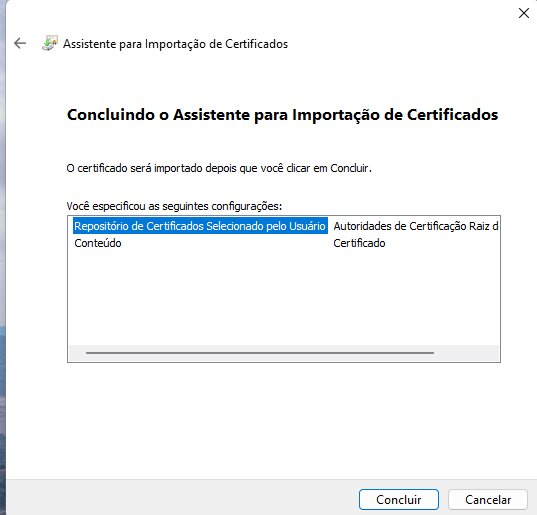 Assistente para Importação de Certificados
Concluindo o Assistente para Importação de Certificados
O certificado será importado depois que você clicar em Concluir.
Você especificou as seguintes configurações:
Repositório de Certificados Selecionado pelo Usuário Autoridades de Certificação Raiz d
Conteúdo Certificado
Concluir Cancelar